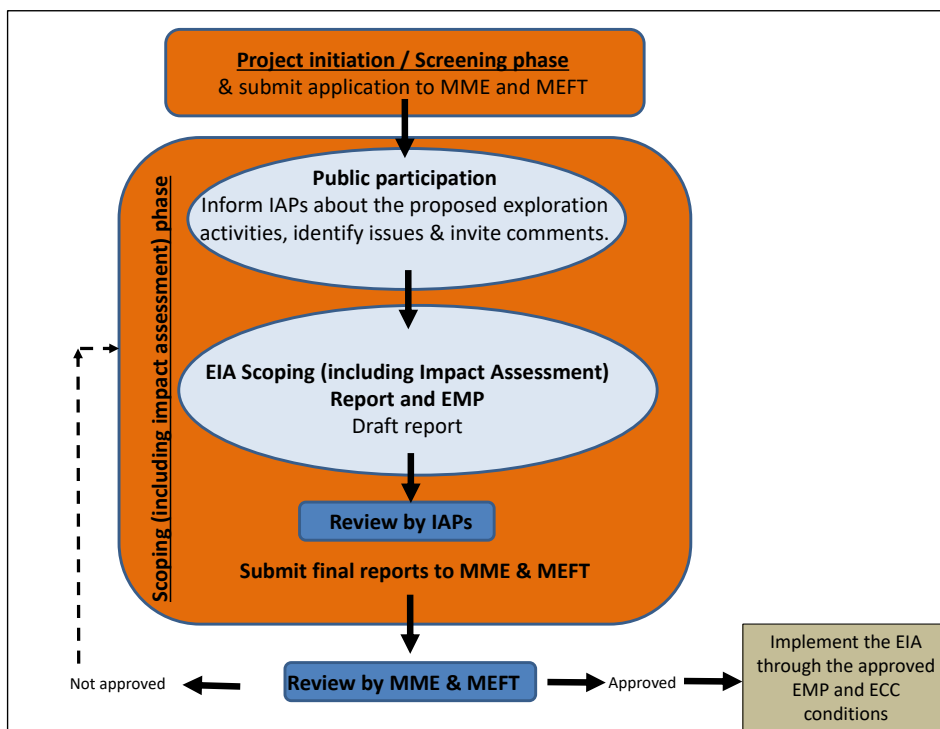 Project initiation / Screening phase
& submit application to MME and MEFT
Scoping (including impact assessment) phase
Public participation
Inform IAPs about the proposed exploration
activities, identify issues & invite comments.
EIA Scoping (including Impact Assessment)
Report and EMP
Draft report
Review by IAPs
Submit final reports to MME & MEFT
Not approved
Review by MME & MEFT
Approved
Implement the EIA
through the approved
EMP and ECC
conditions